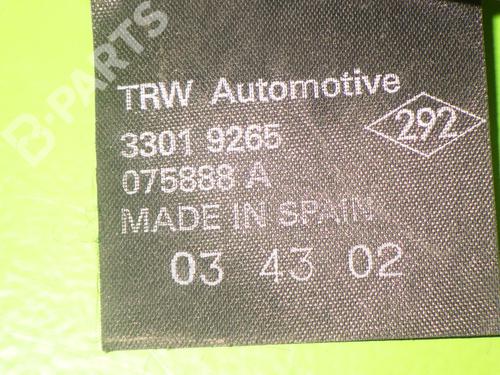 B-PARTS
TRW Automotive
3301 9265
292
075888 A
MADE IN SPAIN
03 43 02